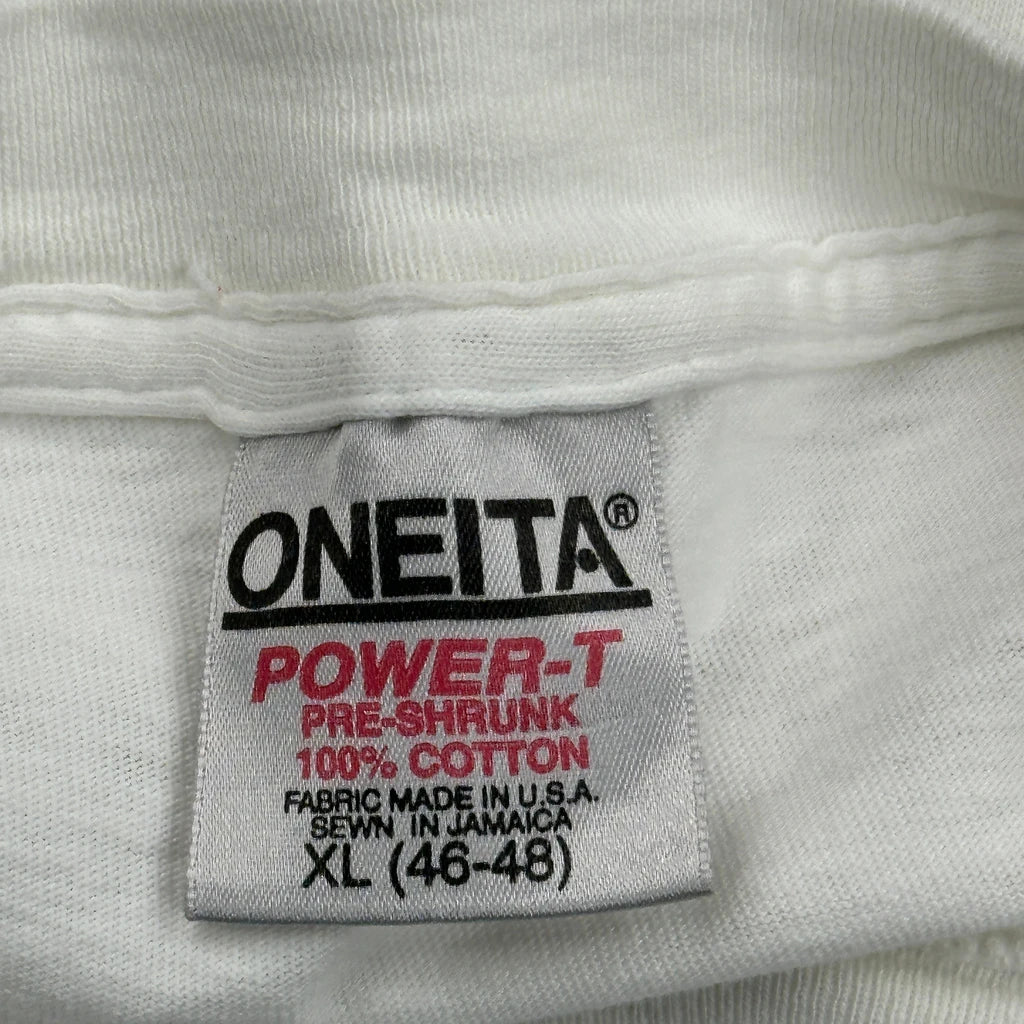 ONEITA®
POWER-T
PRE-SHRUNK
100% COTTON
FABRIC MADE IN U.S.A.
SEWN IN JAMAICA
XL (46-48)